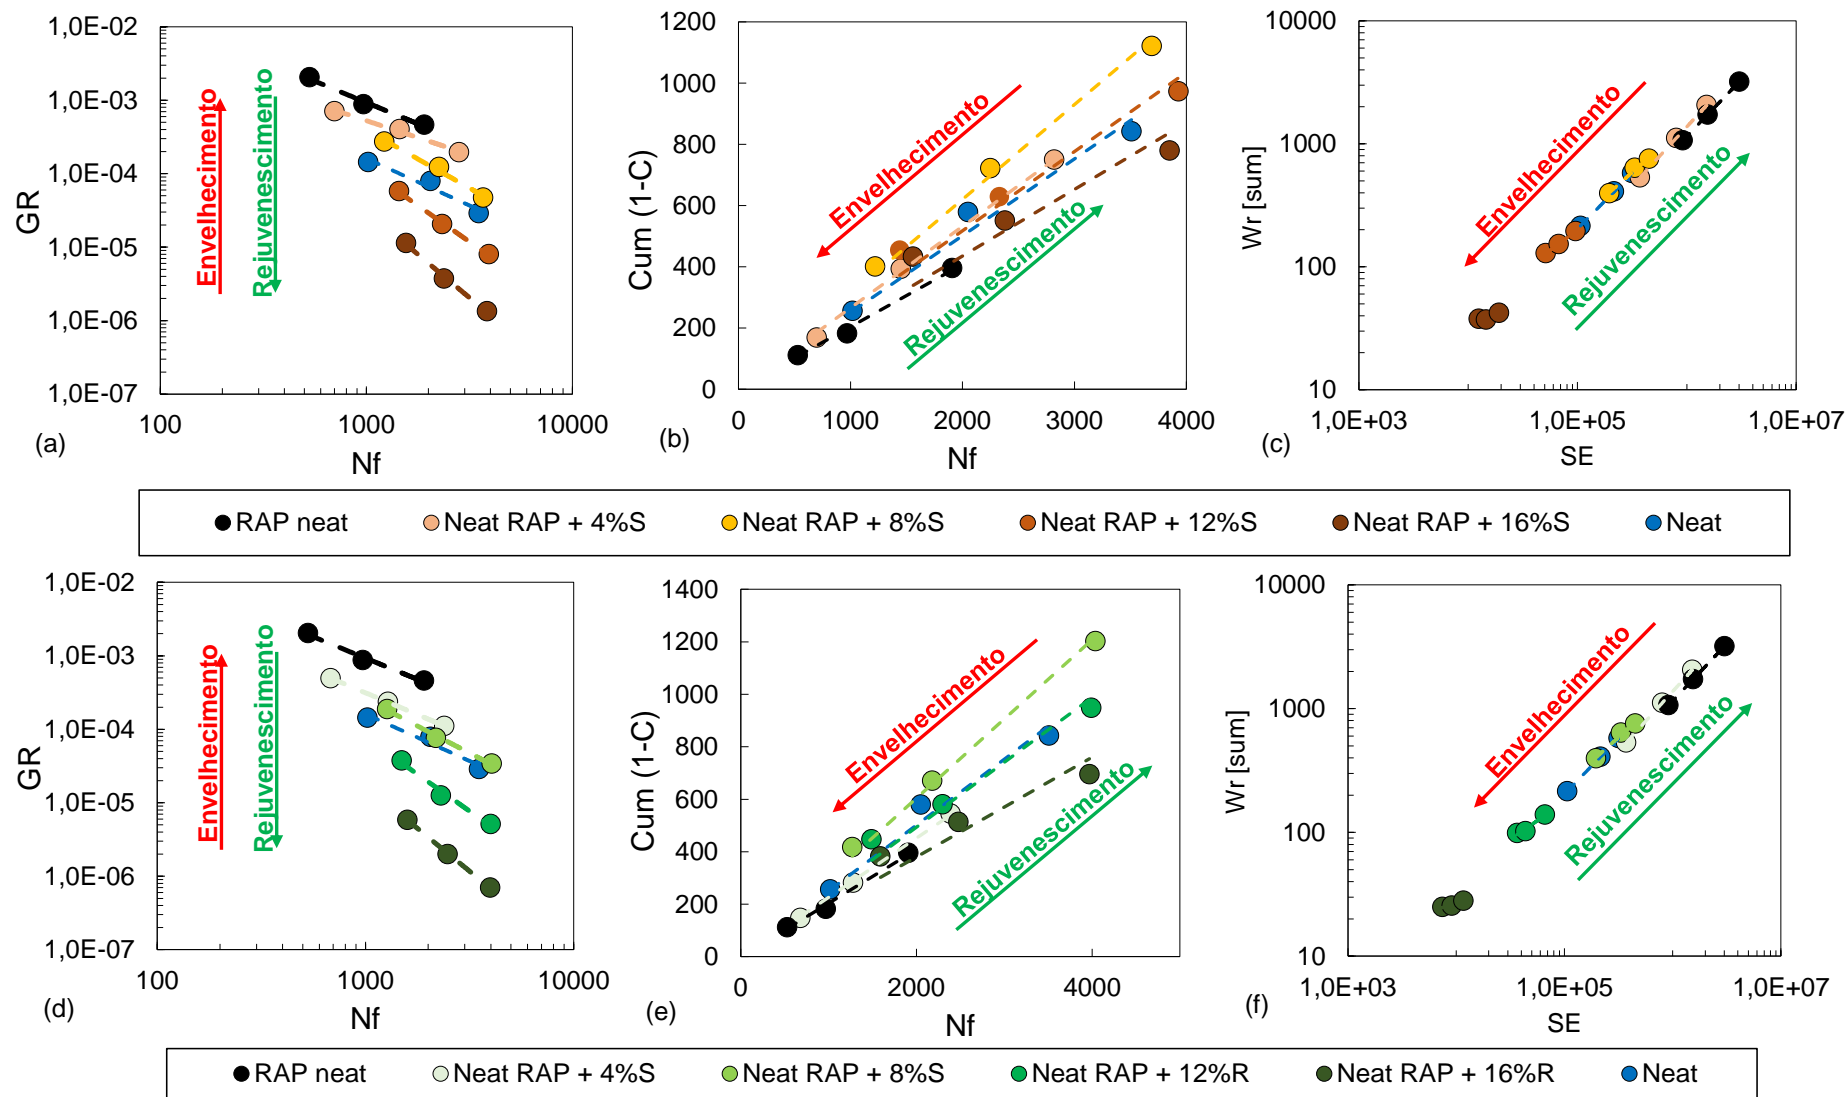 1,0E-02
1,0E-03
1,0E-04
1,0E-05
1,0E-06
1,0E-07
GR
Envelhecimento
Rejuvenescimento
100
1000
10000
(a)
Nf
1200
1000
800
600
400
200
0
Cum (1-C)
Envelhecimento
Rejuvenescimento
0
1000
2000
3000
4000
(b)
Nf
10000
1000
100
10
Wr [sum]
Envelhecimento
Rejuvenescimento
1,0E+03
1,0E+05
1,0E+07
(c)
SE
RAP neat
Neat RAP + 4%S
Neat RAP + 8%S
Neat RAP + 12%S
Neat RAP + 16%S
Neat
1,0E-02
1,0E-03
1,0E-04
1,0E-05
1,0E-06
1,0E-07
GR
Envelhecimento
Rejuvenescimento
100
1000
10000
(d)
Nf
1400
1200
1000
800
600
400
200
0
Cum (1-C)
Envelhecimento
Rejuvenescimento
0
2000
4000
(e)
Nf
10000
1000
100
10
Wr [sum]
Envelhecimento
Rejuvenescimento
1,0E+03
1,0E+05
1,0E+07
(f)
SE
RAP neat
Neat RAP + 4%S
Neat RAP + 8%S
Neat RAP + 12%R
Neat RAP + 16%R
Neat